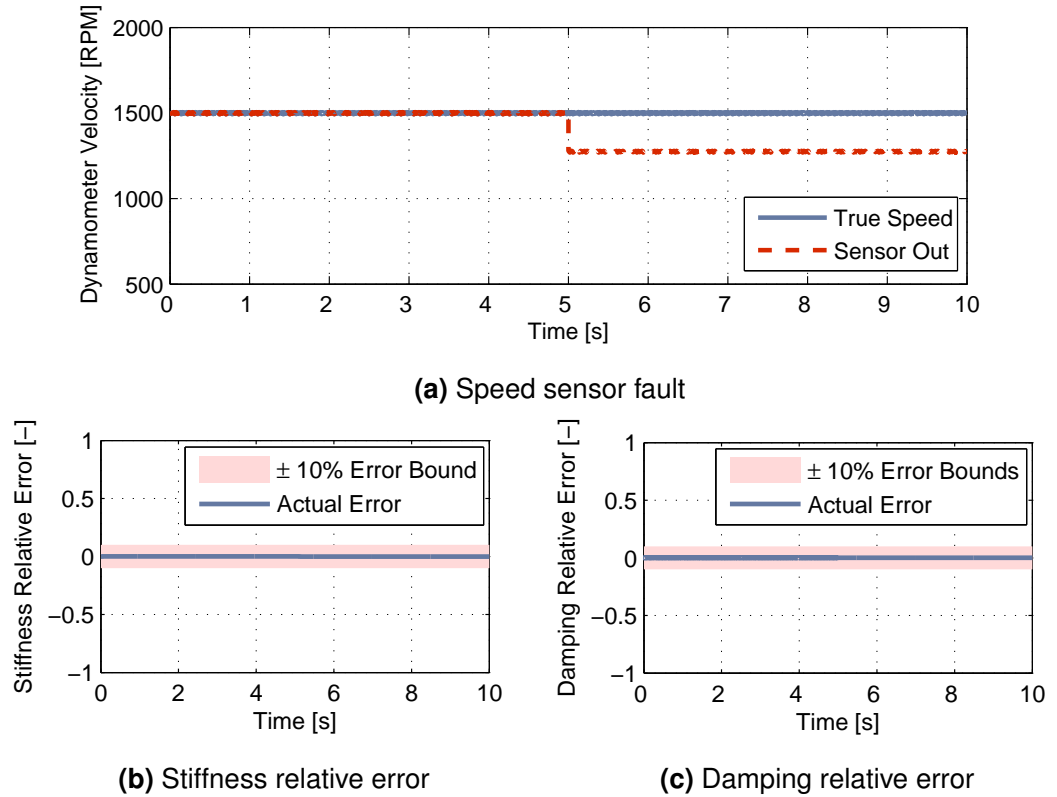 2000
1500
1000
500
Dynamometer Velocity [RPM]
True Speed
Sensor Out
0 1 2 3 4 5 6 7 8 9 10
Time [s]
(a) Speed sensor fault
1
0.5
0
−0.5
−1
Stiffness Relative Error [-]
± 10% Error Bound
Actual Error
0 2 4 6 8 10
Time [s]
(b) Stiffness relative error
1
0.5
0
−0.5
−1
Damping Relative Error [-]
± 10% Error Bounds
Actual Error
0 2 4 6 8 10
Time [s]
(c) Damping relative error